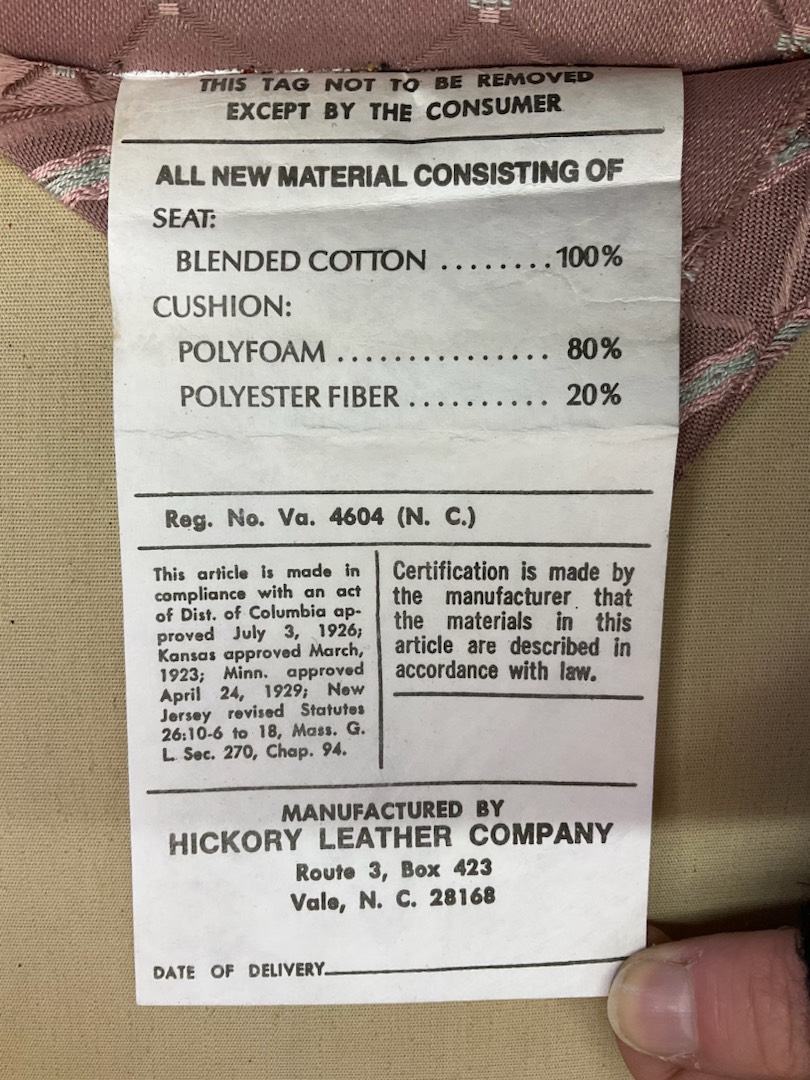 THIS TAG NOT TO BE REMOVED
EXCEPT BY THE CONSUMER
ALL NEW MATERIAL CONSISTING OF
SEAT:
BLENDED COTTON ........100%
CUSHION:
POLYFOAM ............... 80%
POLYESTER FIBER .......... 20%
Reg. No. Va. 4604 (N. C.)
This article is made in
compliance with an act
of Dist. of Columbia ap-
proved July 3, 1926;
Kansas approved March,
1923; Minn. approved
April 24, 1929; New
Jersey revised Statutes
26:10-6 to 18, Mass. G.
L. Sec. 270, Chap. 94.
Certification is made by
the manufacturer that
the materials in this
article are described in
accordance with law.
MANUFACTURED BY
HICKORY LEATHER COMPANY
Route 3, Box 423
Vale, N. C. 28168
DATE OF DELIVERY